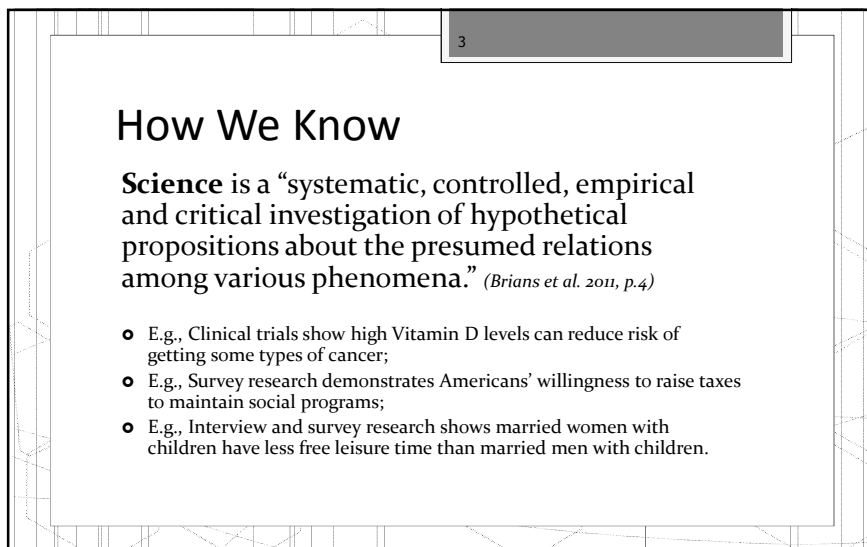 3
How We Know
Science is a “systematic, controlled, empirical
and critical investigation of hypothetical
propositions about the presumed relations
among various phenomena.” (Brians et al. 2011, p.4)
E.g., Clinical trials show high Vitamin D levels can reduce risk of
getting some types of cancer;
E.g., Survey research demonstrates Americans’ willingness to raise taxes
to maintain social programs;
E.g., Interview and survey research shows married women with
children have less free leisure time than married men with children.